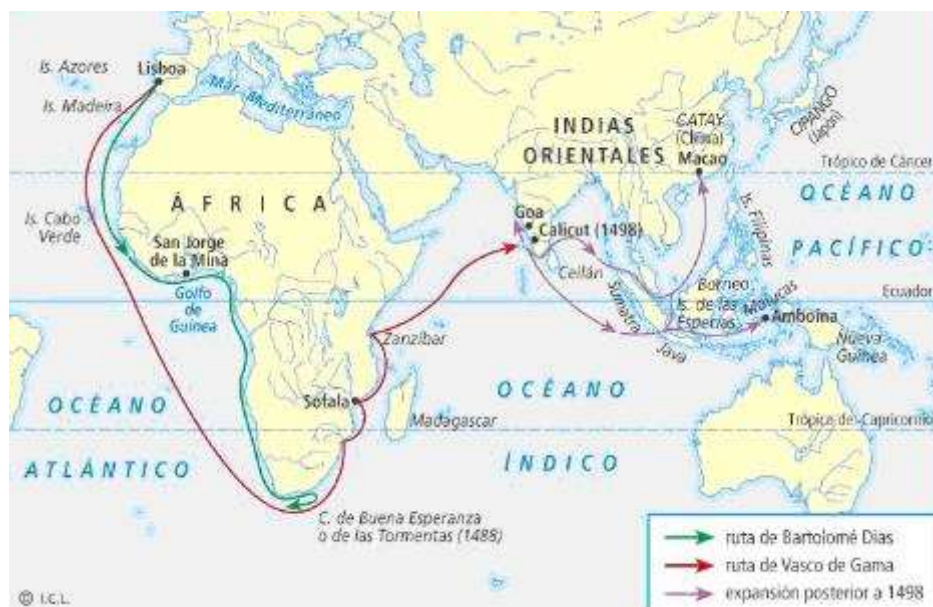 Is. Azores
Lisboa
Is. Madeira
Mar Mediterráneo
ÁFRICA
Is. Cabo
Verde
San Jorge
de la Mina
Golfo
de
Guinea
INDIAS
ORIENTALES
CATAY
(China)
Macao
CIPANGO
(Japón)
Trópico de Cáncer
OCÉANO
PACÍFICO
Is. Filipinas
Goa
Calicut (1498)
Ceilán
Sumatra
Borneo
Is. de las
Especias
Molucas
Ecuador
Amboina
Nueva
Guinea
Java
Zanzíbar
Sofala
Madagascar
OCÉANO
ATLÁNTICO
OCÉANO
ÍNDICO
Trópico de Capricornio
C. de Buena Esperanza
o de las Tormentas (1488)
ruta de Bartolomé Dias
ruta de Vasco de Gama
expansión posterior a 1498
© I.C.L.